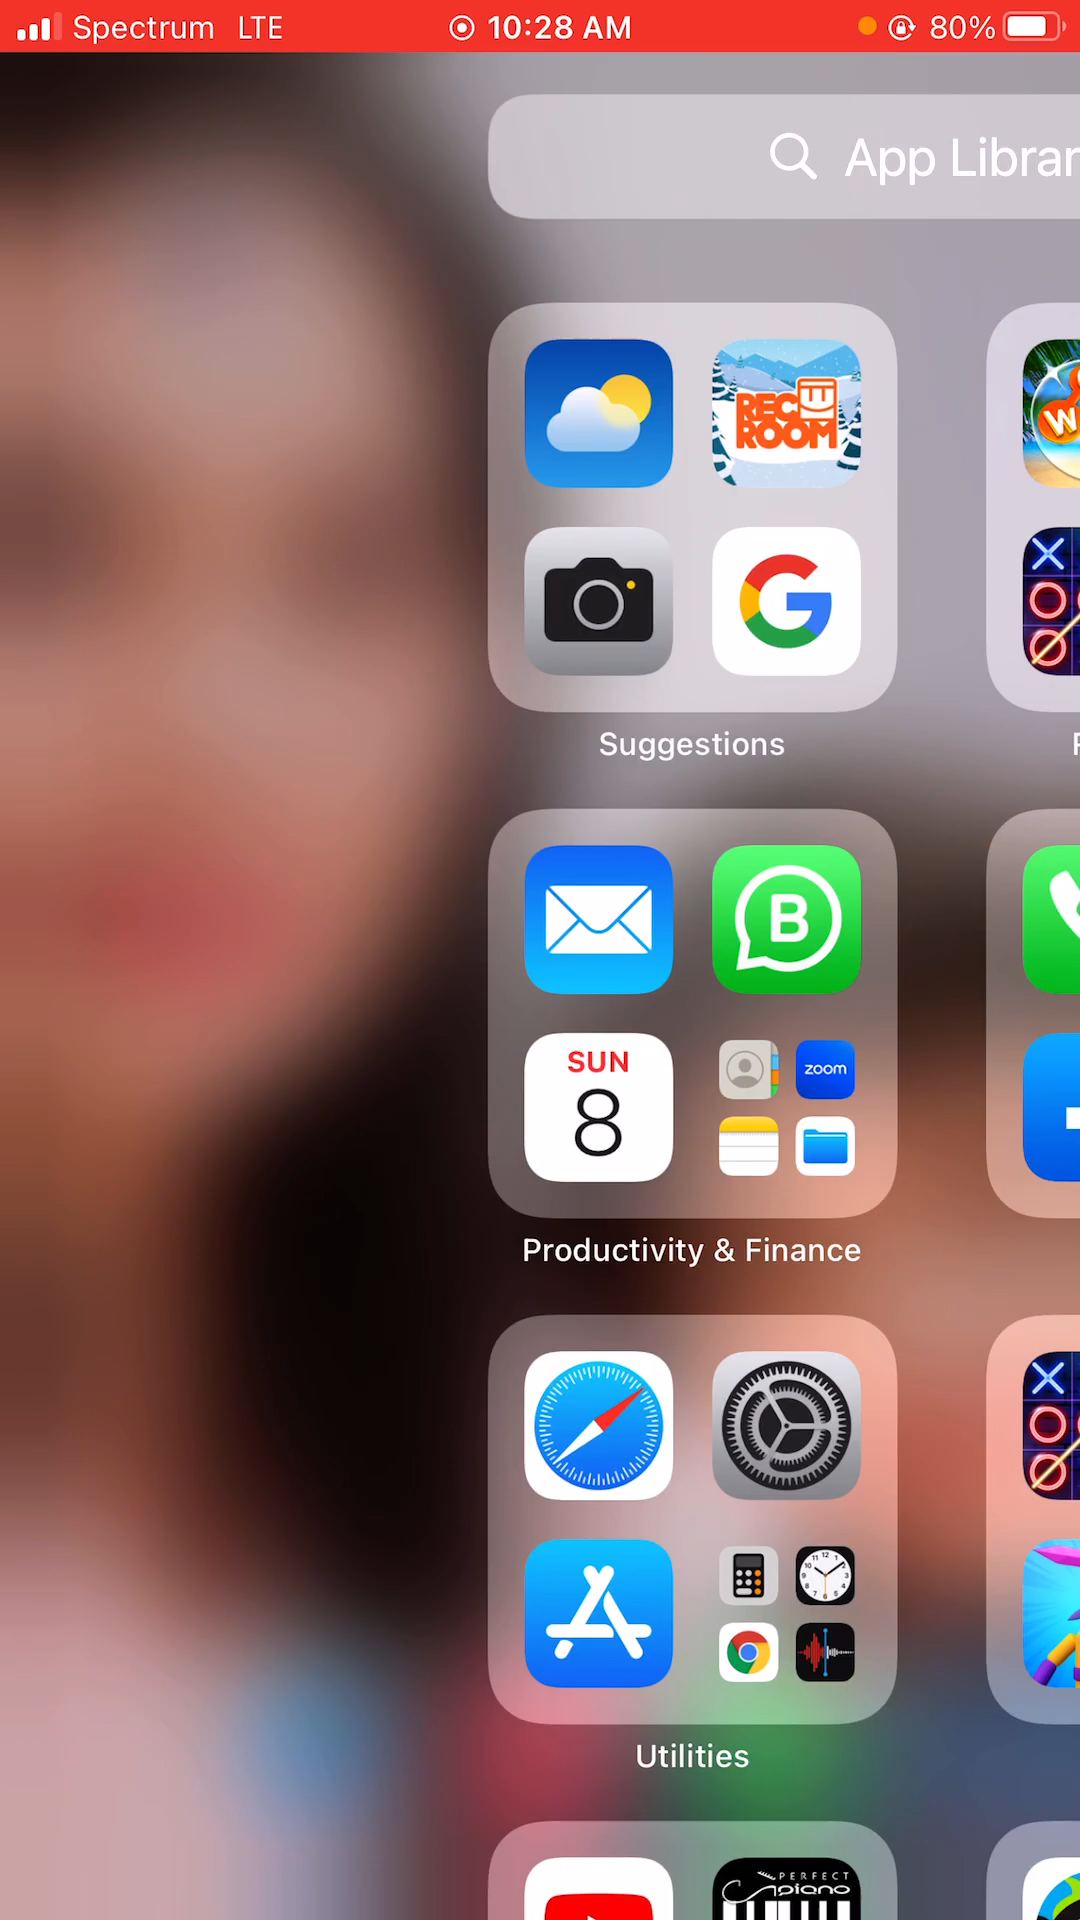 Spectrum LTE 10:28 AM 80%
App Librar
REC
ROOM
W
Suggestions
B
SUN
8
zoom
Productivity & Finance
Utilities
PERFECT
piano